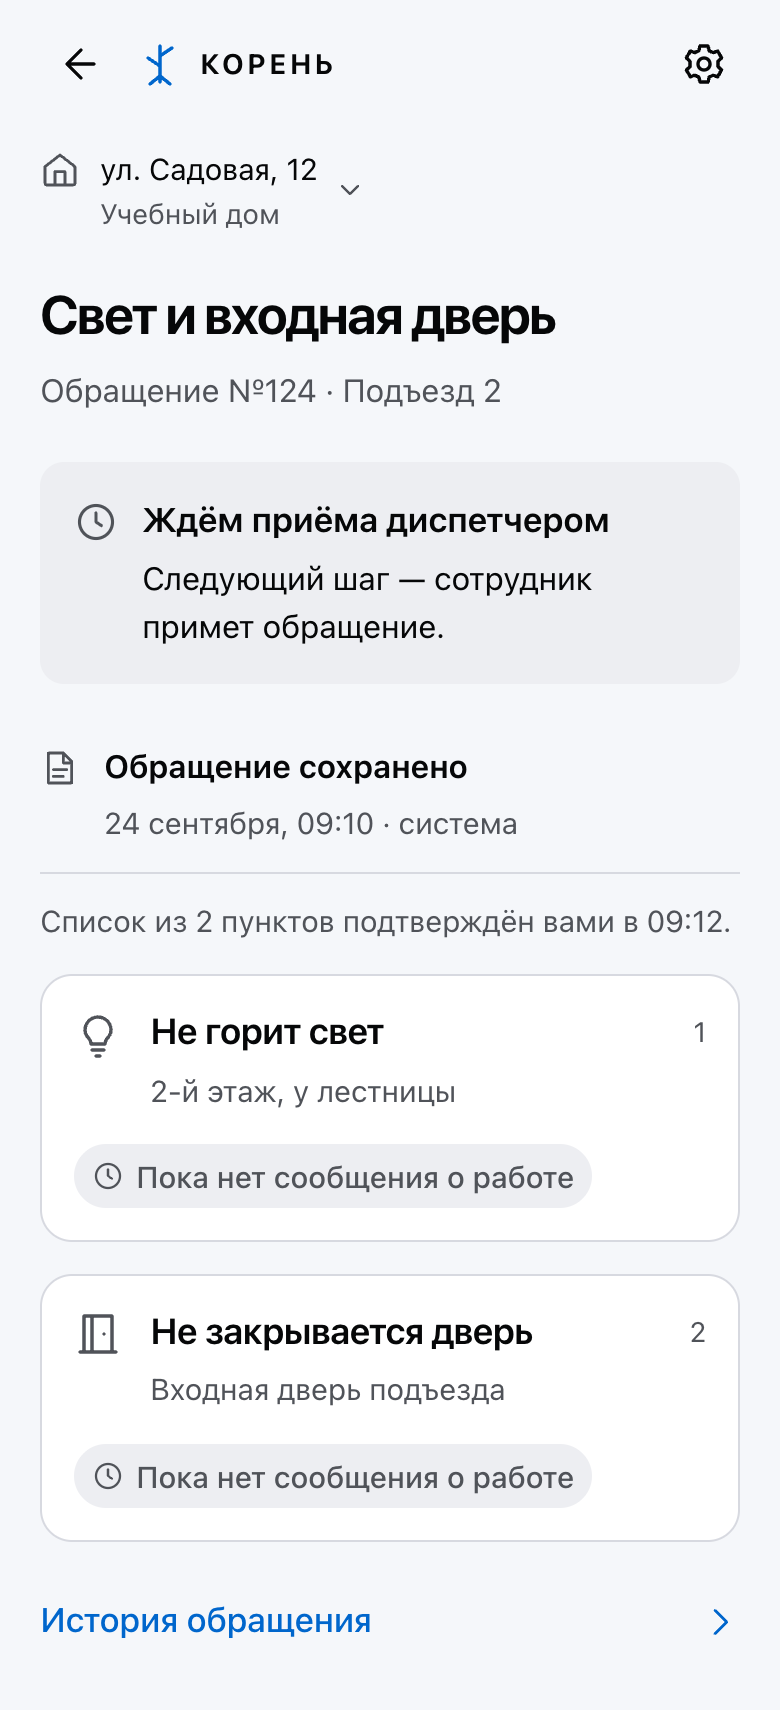 КОРЕНЬ
ул. Садовая, 12
Учебный дом
Свет и входная дверь
Обращение №124 · Подъезд 2
Ждём приёма диспетчером
Следующий шаг — сотрудник
примет обращение.
Обращение сохранено
24 сентября, 09:10 · система
Список из 2 пунктов подтверждён вами в 09:12.
Не горит свет
1
2-й этаж, у лестницы
Пока нет сообщения о работе
Не закрывается дверь
2
Входная дверь подъезда
Пока нет сообщения о работе
История обращения